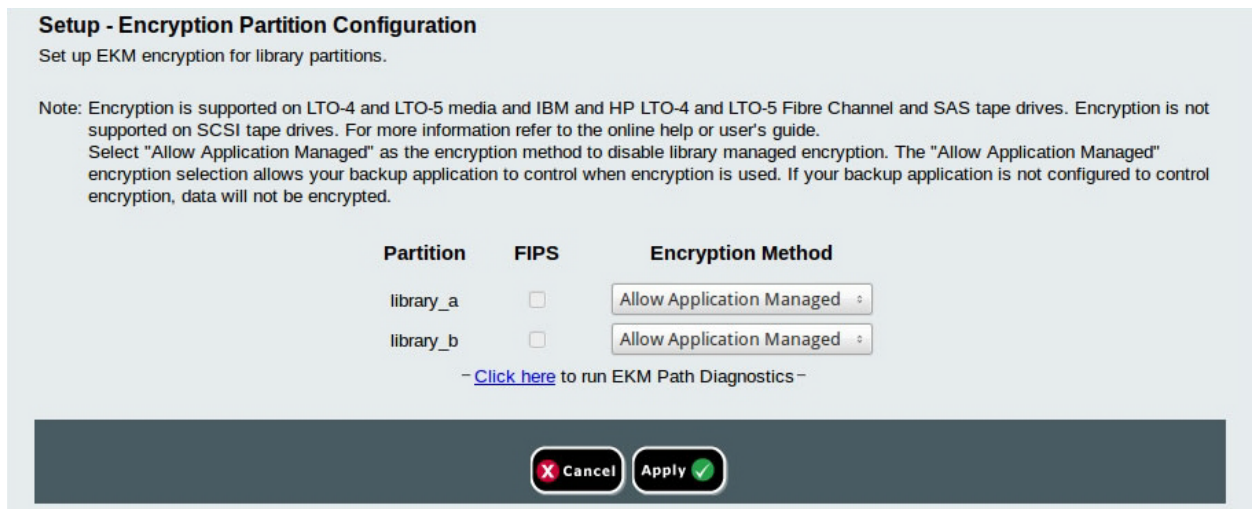 Setup - Encryption Partition Configuration
Set up EKM encryption for library partitions.
Note: Encryption is supported on LTO-4 and LTO-5 media and IBM and HP LTO-4 and LTO-5 Fibre Channel and SAS tape drives. Encryption is not
supported on SCSI tape drives. For more information refer to the online help or user's guide.
Select "Allow Application Managed" as the encryption method to disable library managed encryption. The "Allow Application Managed"
encryption selection allows your backup application to control when encryption is used. If your backup application is not configured to control
encryption, data will not be encrypted.
Partition FIPS Encryption Method
library_a Allow Application Managed
library_b Allow Application Managed
– Click here to run EKM Path Diagnostics –
Cancel Apply